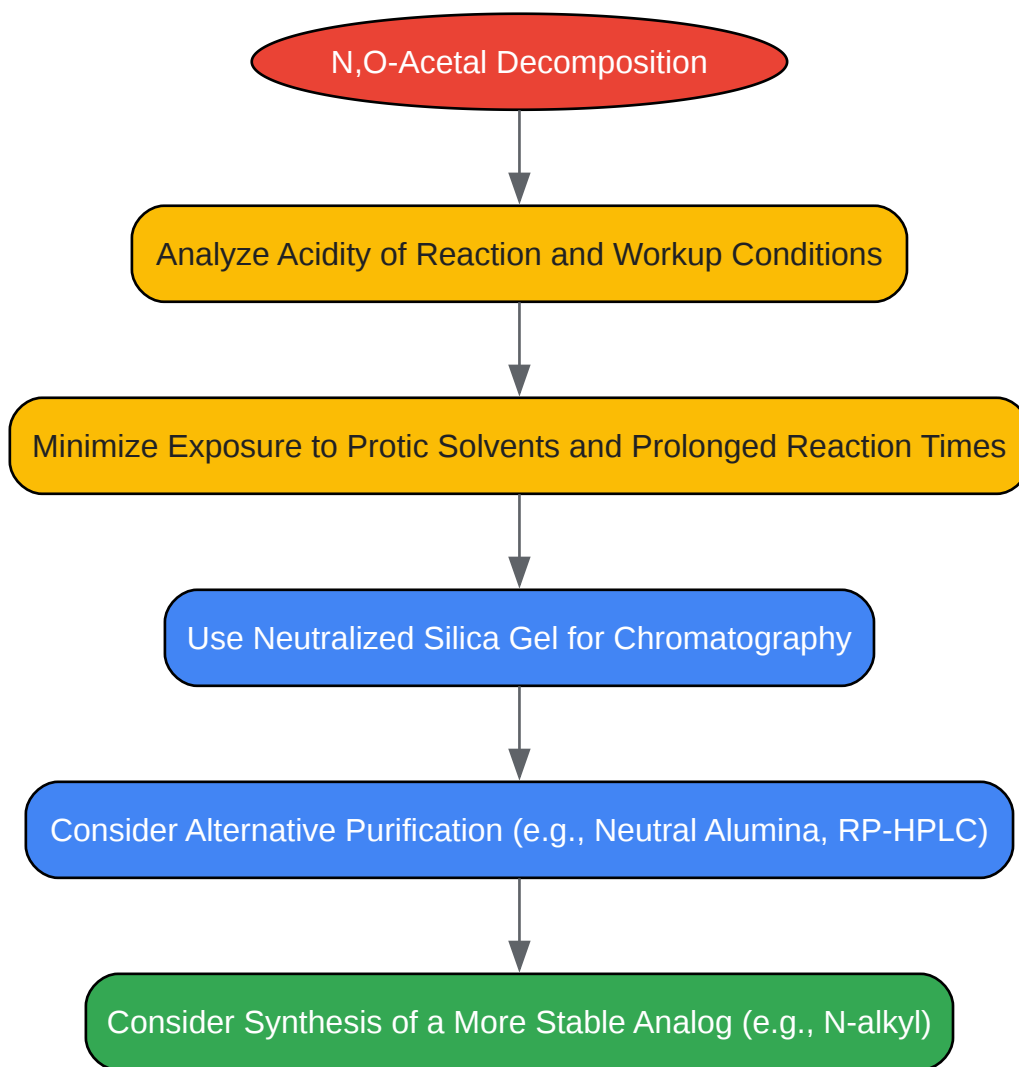 N,O-Acetal Decomposition
Analyze Acidity of Reaction and Workup Conditions
Minimize Exposure to Protic Solvents and Prolonged Reaction Times
Use Neutralized Silica Gel for Chromatography
Consider Alternative Purification (e.g., Neutral Alumina, RP-HPLC)
Consider Synthesis of a More Stable Analog (e.g., N-alkyl)